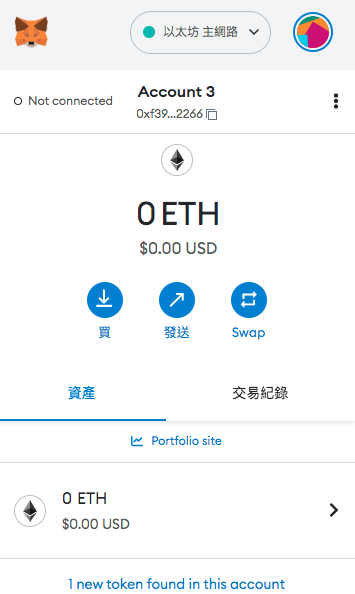 以太坊 主網路
Not connected
Account 3
0xf39...2266
0 ETH
$0.00 USD
買
發送
Swap
資產
交易紀錄
Portfolio site
0 ETH
$0.00 USD
1 new token found in this account